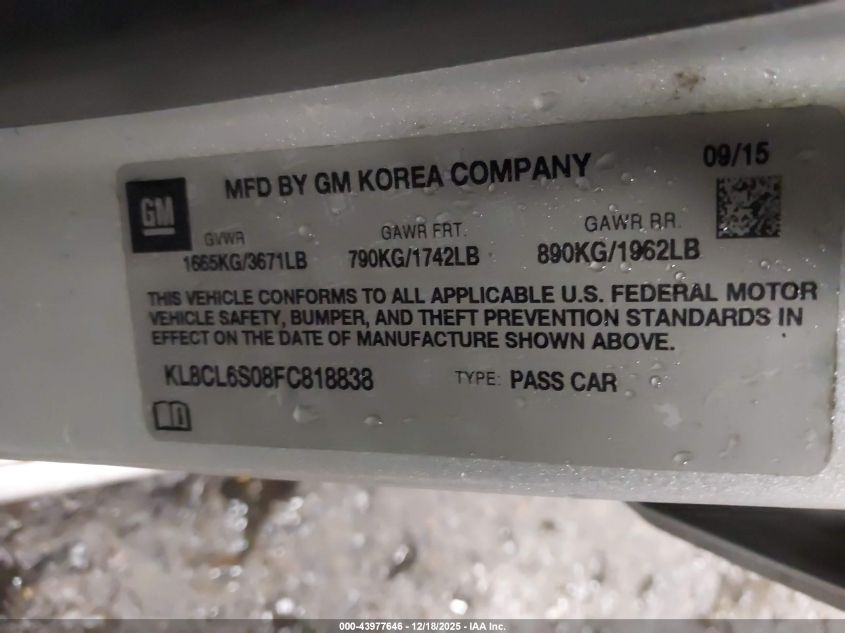 MFD BY GM KOREA COMPANY 09/15
GM
GVWR GAWR FRT. GAWR RR.
1665KG/3671LB 790KG/1742LB 890KG/1962LB
THIS VEHICLE CONFORMS TO ALL APPLICABLE U.S. FEDERAL MOTOR
VEHICLE SAFETY, BUMPER, AND THEFT PREVENTION STANDARDS IN
EFFECT ON THE DATE OF MANUFACTURE SHOWN ABOVE.
KL8CL6S08FC818838 TYPE: PASS CAR
000-43977646 - 12/18/2025 - IAA Inc.